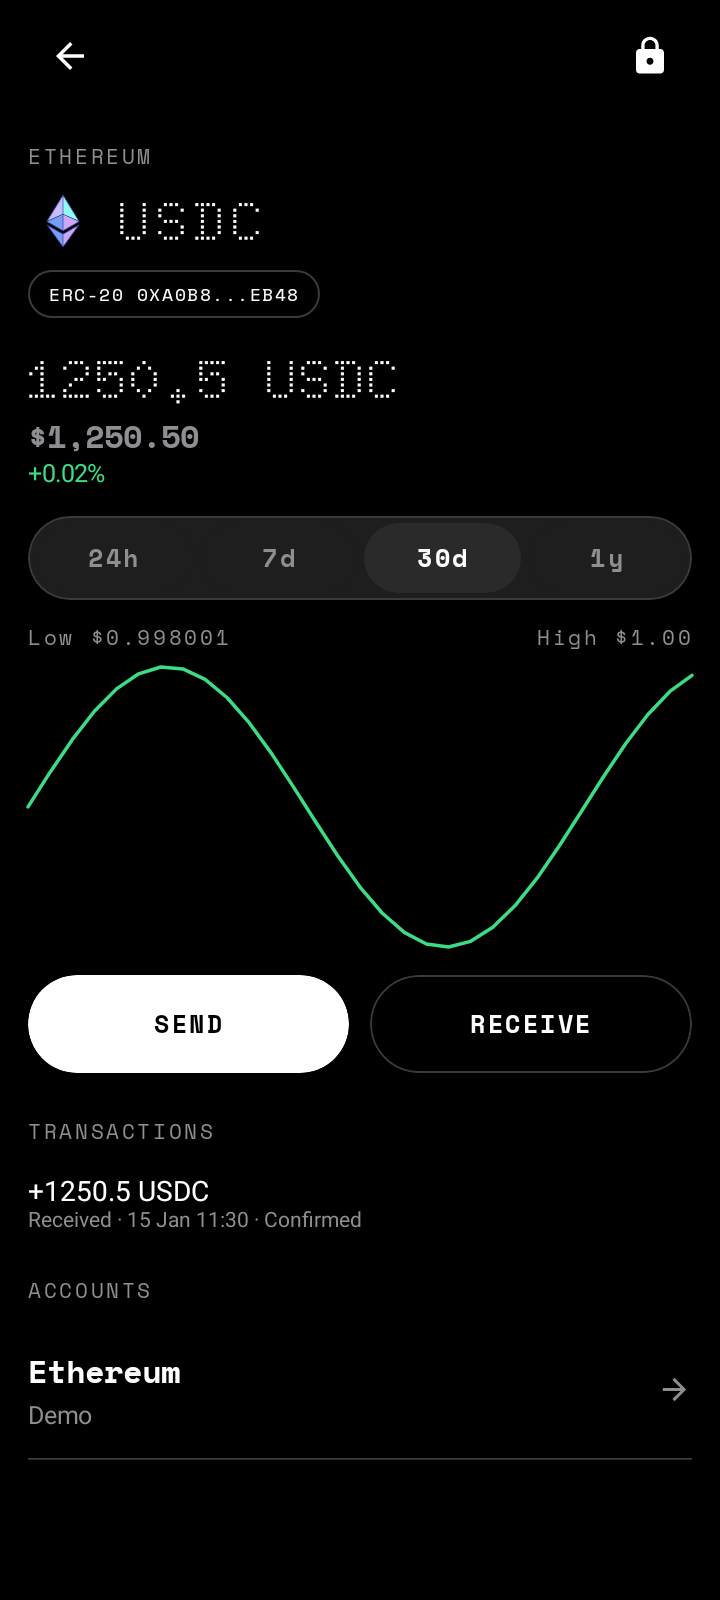 ETHEREUM
USDC
ERC-20 0XA0B8...EB48
1250.5 USDC
$1,250.50
+0.02%
24h 7d 30d 1y
Low $0.998001 High $1.00
SEND RECEIVE
TRANSACTIONS
+1250.5 USDC
Received · 15 Jan 11:30 · Confirmed
ACCOUNTS
Ethereum
Demo